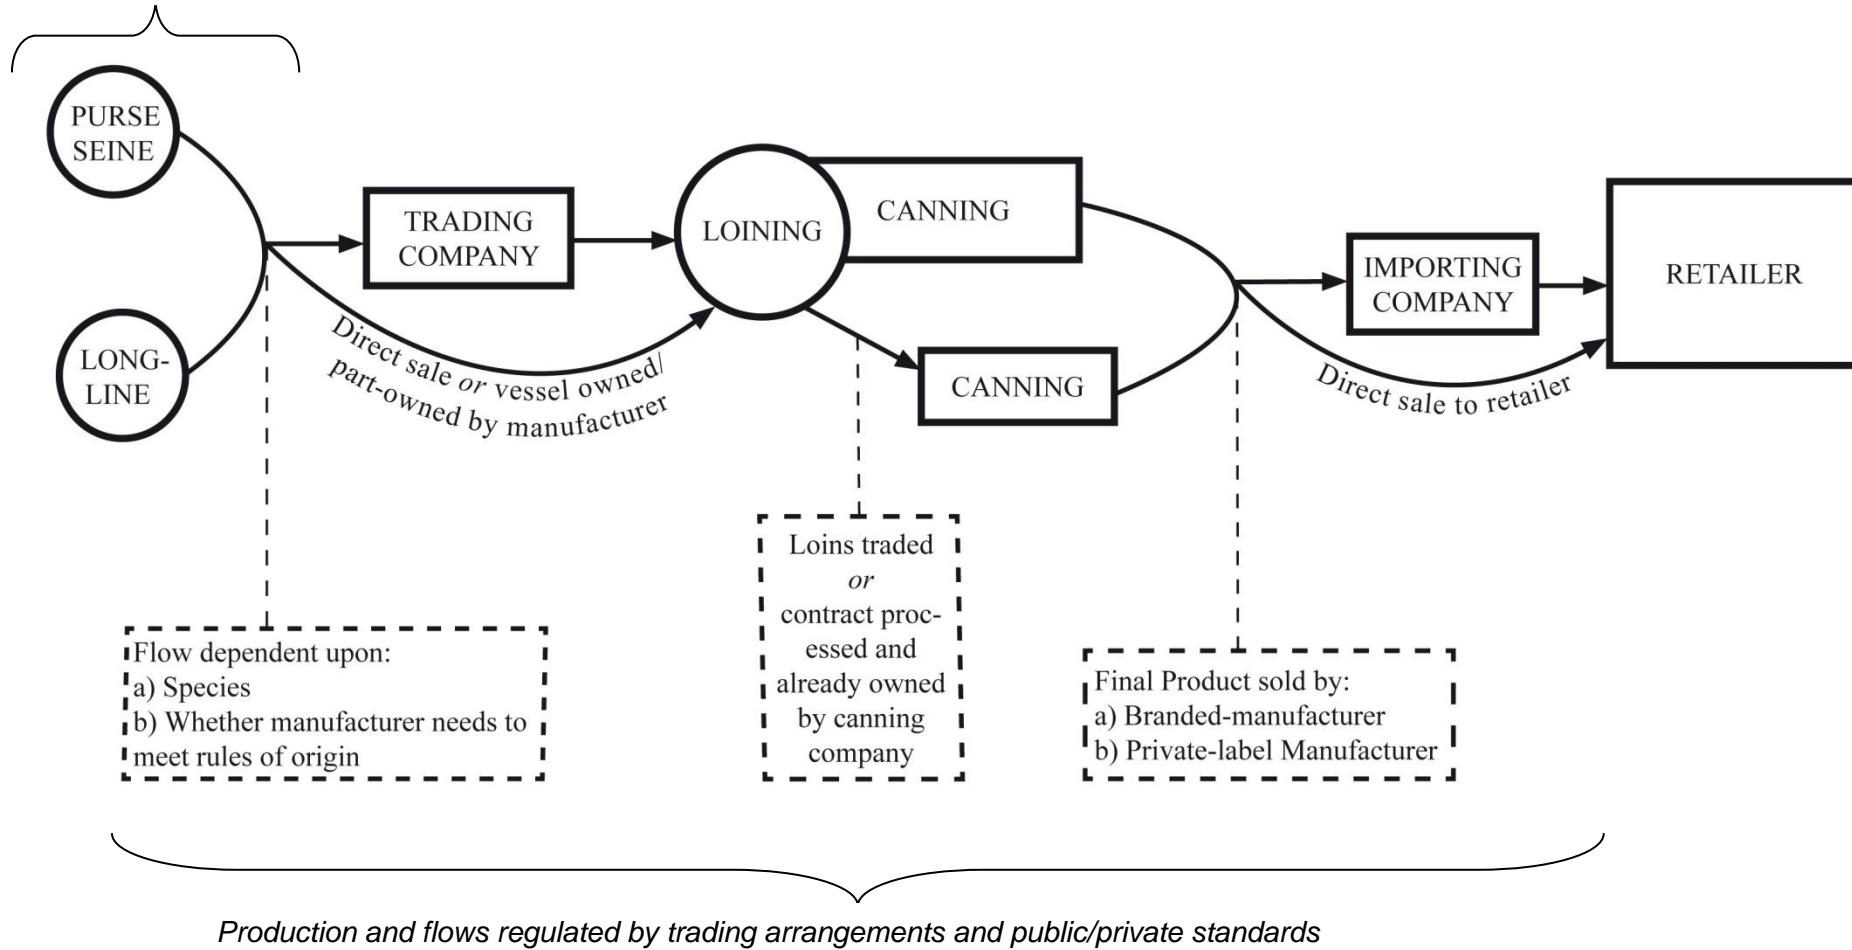 PURSE
SEINE
LONG-
LINE
TRADING
COMPANY
Direct sale or vessel owned/
part-owned by manufacturer
LOINING
CANNING
CANNING
IMPORTING
COMPANY
Direct sale to retailer
RETAILER
Flow dependent upon:
a) Species
b) Whether manufacturer needs to
meet rules of origin
Loins traded
or
contract proc-
essed and
already owned
by canning
company
Final Product sold by:
a) Branded-manufacturer
b) Private-label Manufacturer
Production and flows regulated by trading arrangements and public/private standards